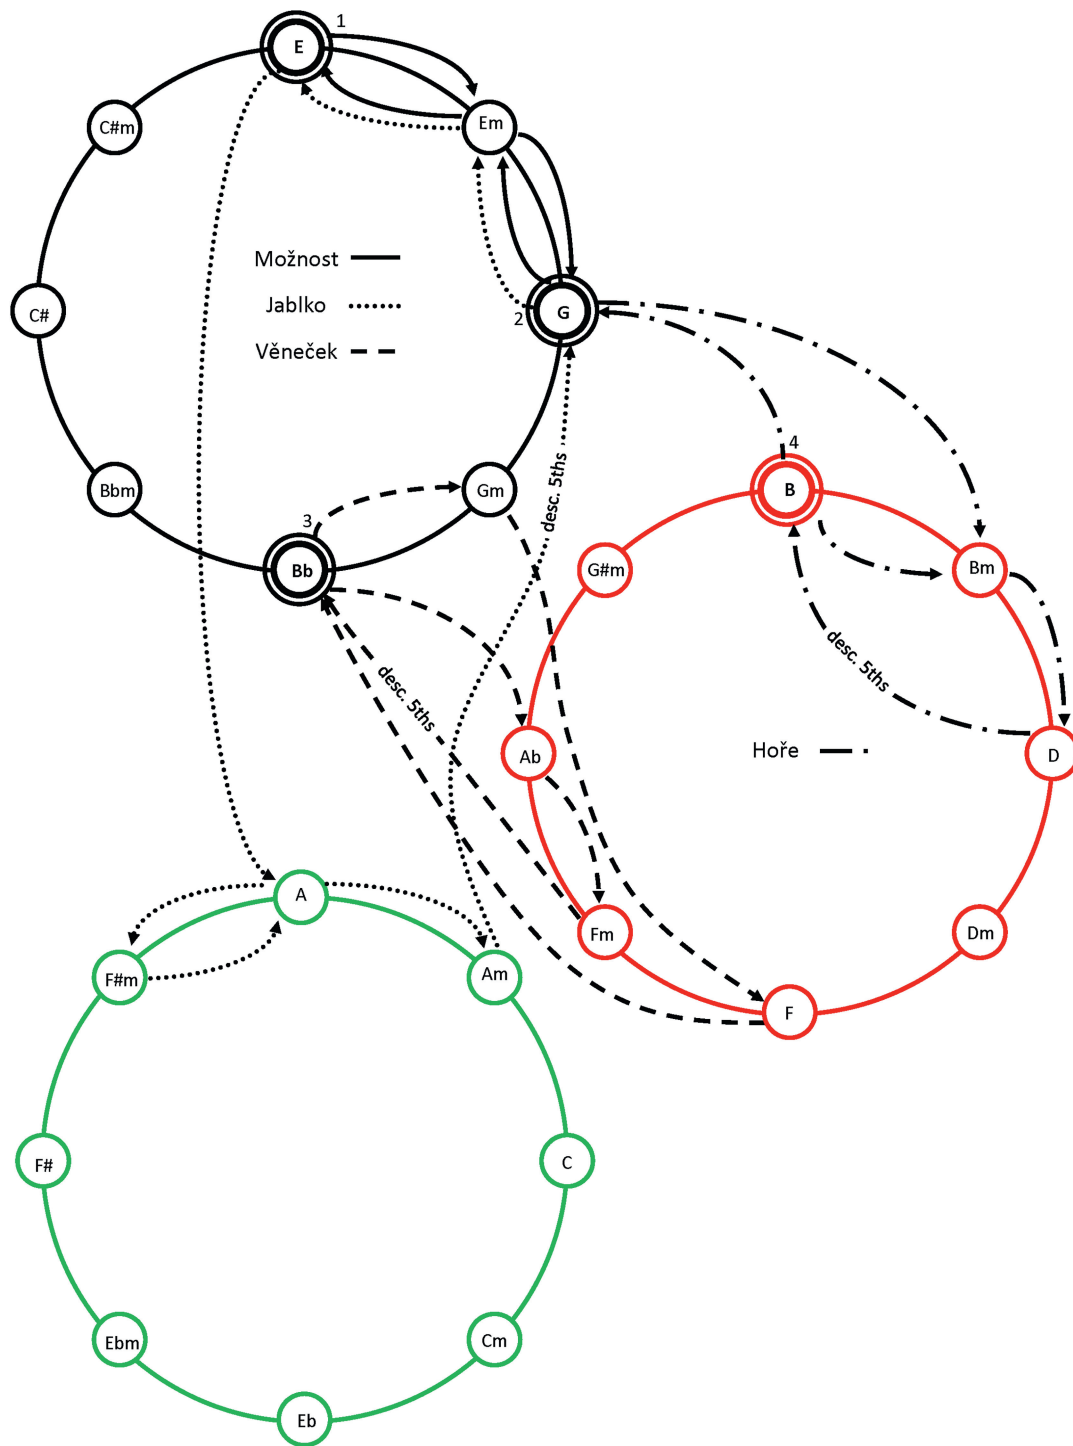 1
E
C#m
Em
Možnost
C#
Jablko
2
G
Věneček
desc. 5ths
4
B
Bbm
3
Gm
Bb
G#m
Bm
desc. 5ths
desc. 5ths
Ab
Hoře
D
A
Fm
Dm
F#m
Am
F
F#
C
Ebm
Cm
Eb